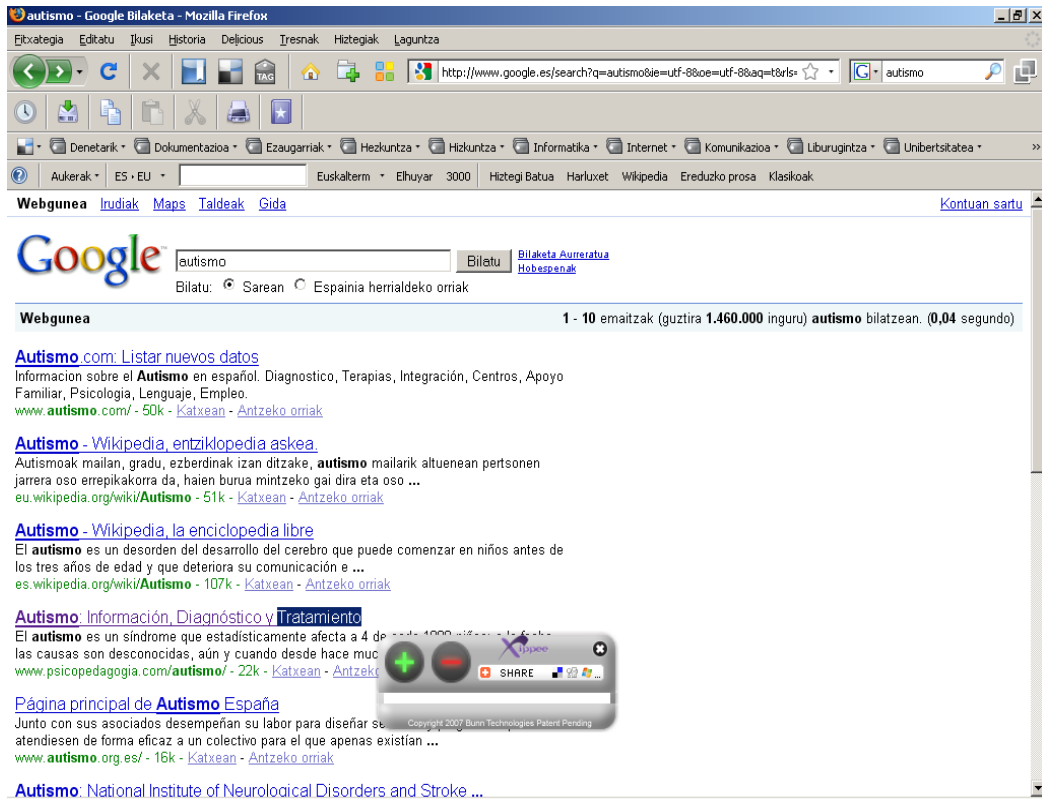 autismo - Google Bilaketa - Mozilla Firefox
Fitxategia Editatu Ikusi Historia Delicious Tresnak Hiztegiak Laguntza
TAG http://www.google.es/search?q=autismo&ie=utf-8&oe=utf-8&aq=t&rls= G autismo
Denetarik Dokumentazioa Ezaugarriak Hezkuntza Hizkuntza Informatika Internet Komunikazioa Liburugintza Unibertsitatea »
Aukerak ES › EU Euskalterm Elhuyar 3000 Hiztegi Batua Harluxet Wikipedia Ereduzko prosa Klasikoak
Webgunea Irudiak Maps Taldeak Gida Kontuan sartu
Google autismo Bilatu Bilaketa Aurreratua
Hobespenak
Bilatu: Sarean Espainia herrialdeko orriak
Webgunea 1 - 10 emaitzak (guztira 1.460.000 inguru) autismo bilatzean. (0,04 segundo)
Autismo.com: Listar nuevos datos
Informacion sobre el Autismo en español. Diagnostico, Terapias, Integración, Centros, Apoyo
Familiar, Psicologia, Lenguaje, Empleo.
www.autismo.com/ - 50k - Katxean - Antzeko orriak
Autismo - Wikipedia, entziklopedia askea.
Autismoak mailan, gradu, ezberdinak izan ditzake, autismo mailarik altuenean pertsonen
jarrera oso errepikakorra da, haien burua mintzeko gai dira eta oso ...
eu.wikipedia.org/wiki/Autismo - 51k - Katxean - Antzeko orriak
Autismo - Wikipedia, la enciclopedia libre
El autismo es un desorden del desarrollo del cerebro que puede comenzar en niños antes de
los tres años de edad y que deteriora su comunicación e ...
es.wikipedia.org/wiki/Autismo - 107k - Katxean - Antzeko orriak
Autismo: Información, Diagnóstico y Tratamiento
El autismo es un síndrome que estadísticamente afecta a 4 de
las causas son desconocidas, aún y cuando desde hace
www.psicopedagogia.com/autismo/ - 22k - Katxean -
Xippee
SHARE ...
Copyright 2007 Bunn Technologies Patent Pending
Página principal de Autismo España
Junto con sus asociados desempeñan su labor para diseñar
atendiesen de forma eficaz a un colectivo para el que apenas existían ...
www.autismo.org.es/ - 16k - Katxean - Antzeko orriak
Autismo: National Institute of Neurological Disorders and Stroke ...